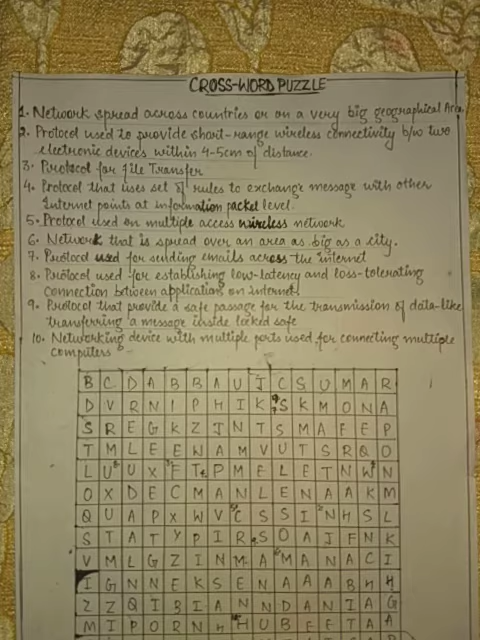 CROSS-WORD PUZZLE
1. Network spread across countries or on a very big geographical Area.
2. Protocol used to provide short-range wireless connectivity b/w two
electronic devices within 4-5cm of distance.
3. Protocol for file Transfer
4. Protocol that uses set of rules to exchange message with other
Internet points at information packet level.
5. Protocol used on multiple access wireless network
6. Network that is spread over an area as big as a city.
7. Protocol used for sending emails across the internet
8. Protocol used for establishing low-latency and loss-tolerating
connection between application on Internet
9. Protocol that provide a safe passage for the transmission of data-like
transferring a message inside locked safe
10. Networking device with multiple ports used for connecting multiple
computers
B C D A B B A U I C S U M A R
D V R N I P H I K S K M O N A
S R E G K Z J N T S M A F E P
T M L E E W A M V U T S R Q O
L U U X F T P M E L E T N W N
O X D E C M A N L E N A A K M
Q U A P X W V C S S I N H S L
S T A T Y P I R S O A I F N K
V M L G Z I N M A M A N A C I
I G N N E K S E N A A A B H H
Z Z Q I B I A N N D A N I A G
M I P O R N H H U B F E T A A